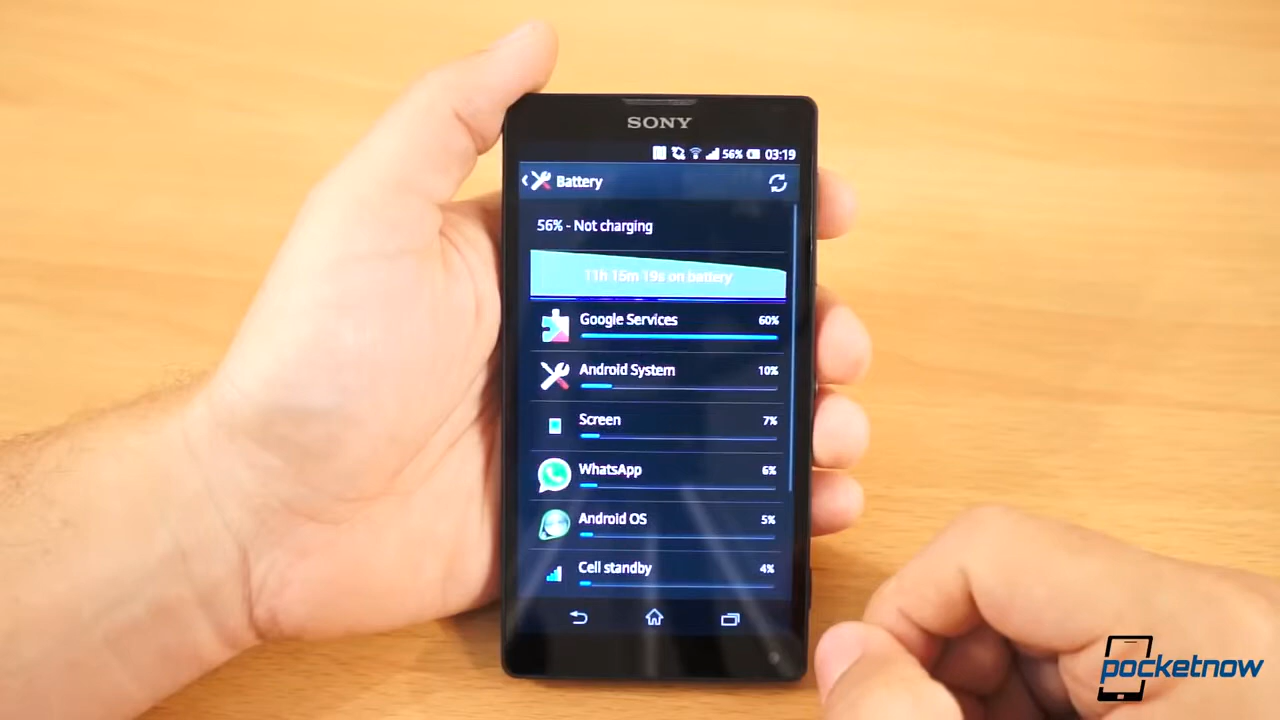 SONY
56% 03:19
Battery
56% - Not charging
11h 15m 19s on battery
Google Services 60%
Android System 10%
Screen 7%
WhatsApp 6%
Android OS 5%
Cell standby 4%
pocketnow